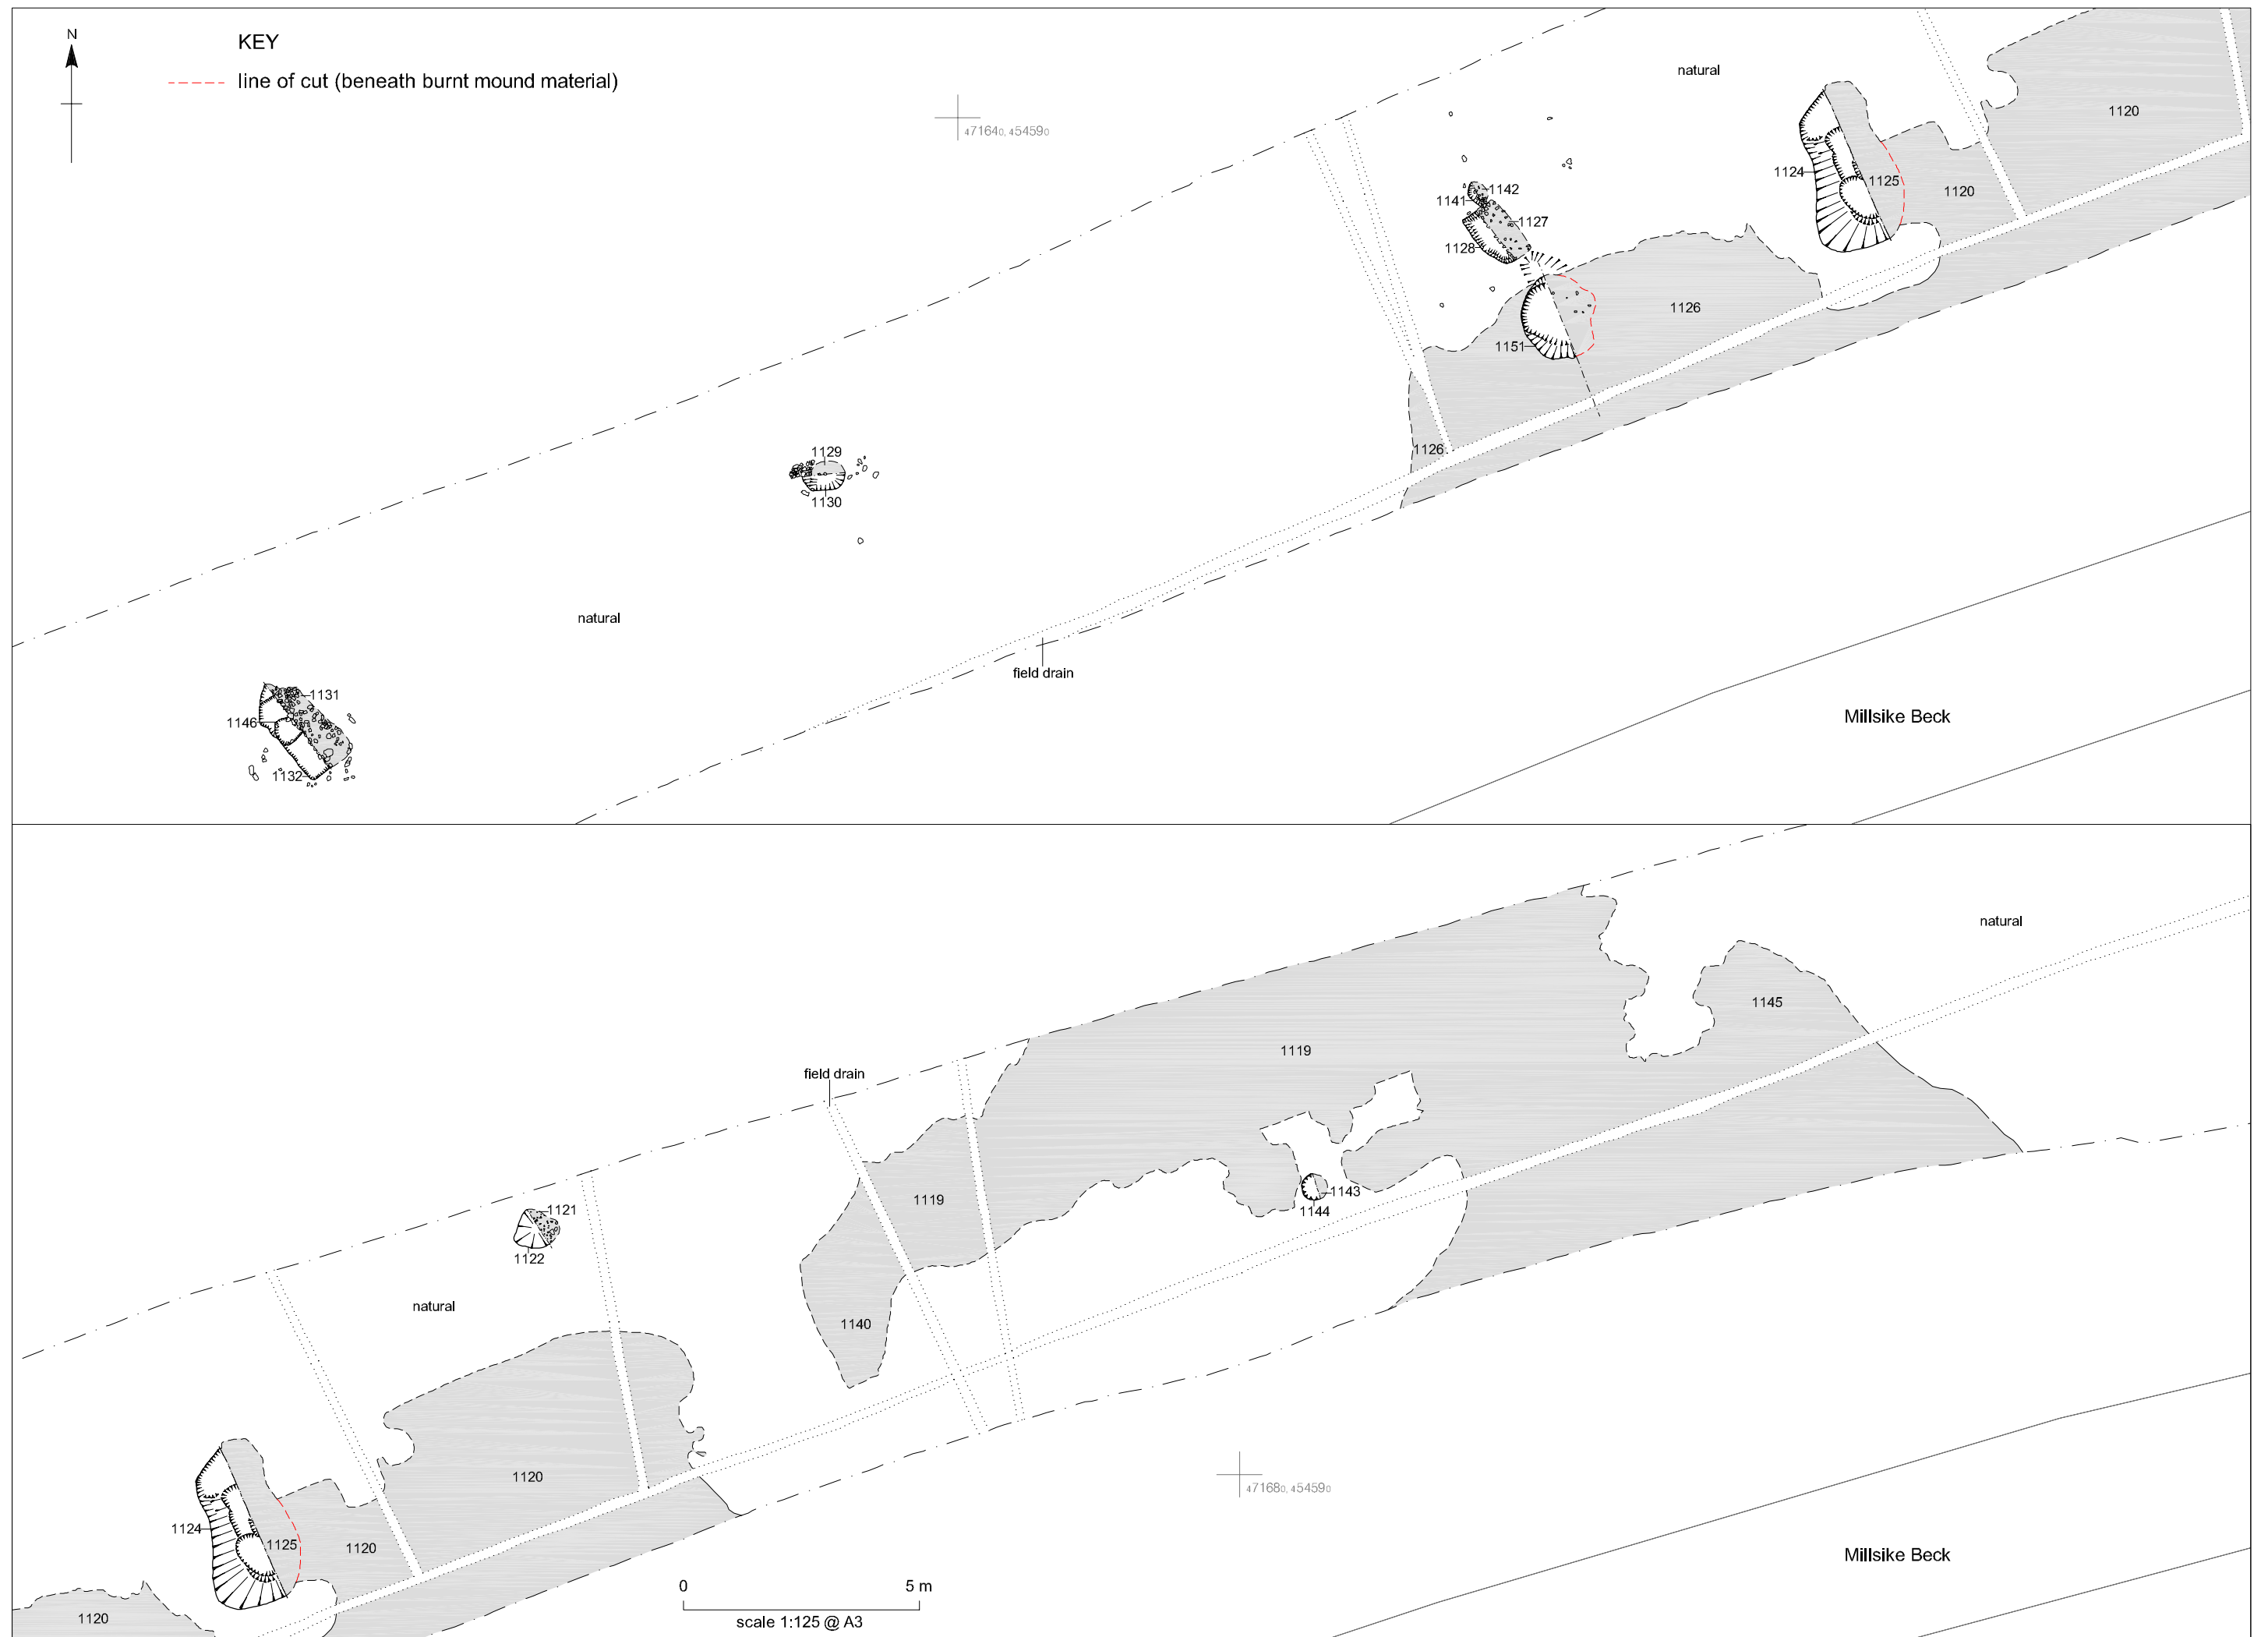 N
KEY
line of cut (beneath burnt mound material)
natural
471640, 454590
1120
1124
1125
1120
1142
1141
1127
1128
1126
1151
1126
1129
1130
natural
field drain
1131
1146
1132
Millsike Beck
natural
1145
1119
field drain
1119
1121
1143
1144
1122
natural
1140
1120
471680, 454590
1124
1125
1120
Millsike Beck
0 5 m
1120
scale 1:125 @ A3